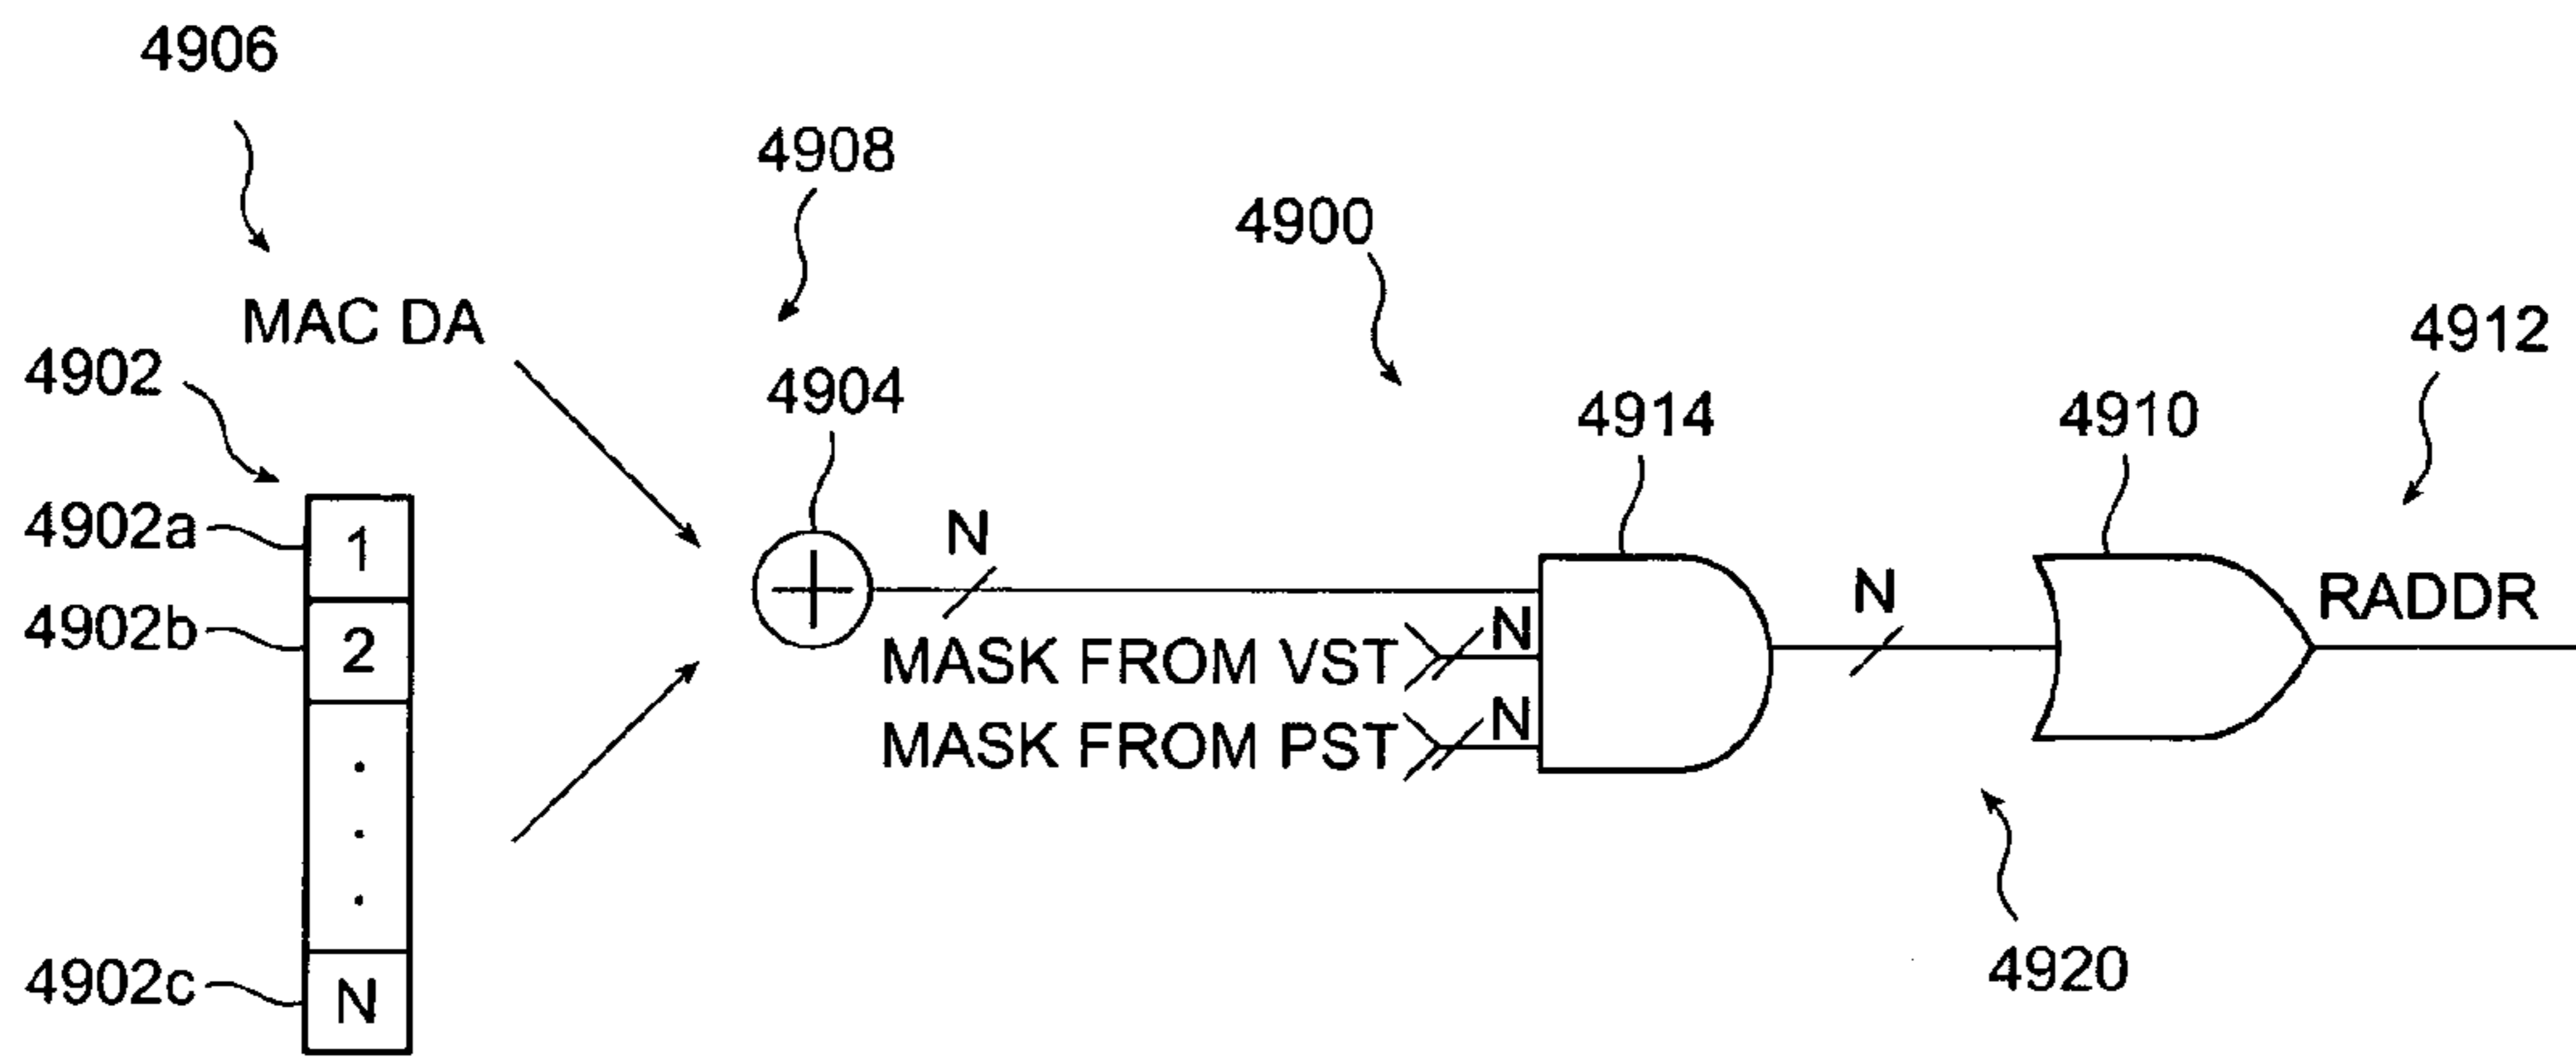 4906
4908
4900
MAC DA
4912
4902
4904
4914
4910
4902a
1
N
N
RADDR
4902b
2
MASK FROM VST
N
MASK FROM PST
N
4920
4902c
N